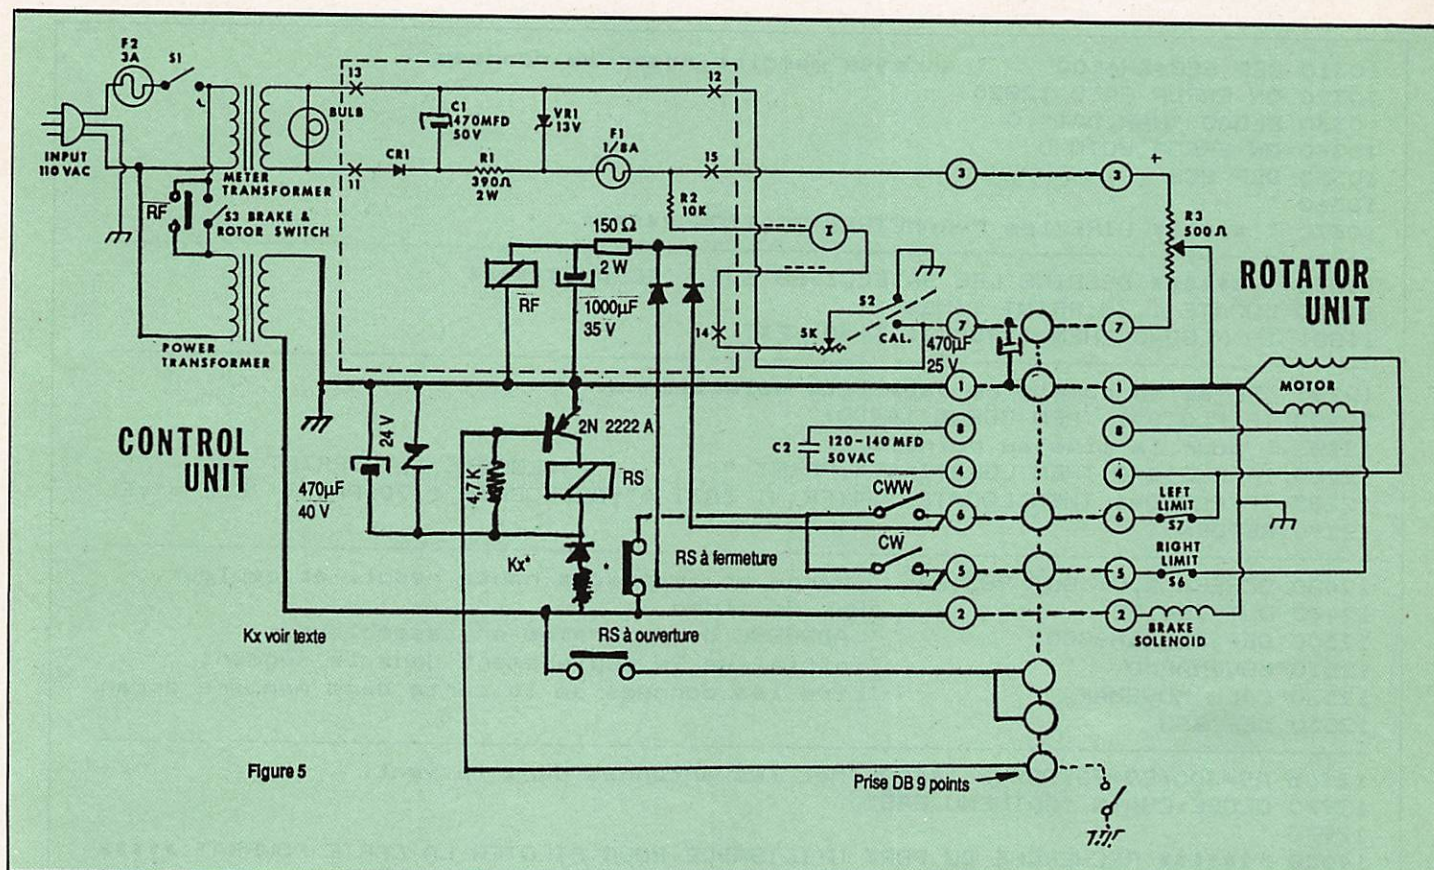 F2
3A
S1
INPUT
110 VAC
BULB
METER
TRANSFORMER
RF
S3 BRAKE &
ROTOR SWITCH
POWER
TRANSFORMER
13
11
C1
470MFD
50V
CR1
R1
390Ω
2W
VR1
13V
F1
1/8A
12
15
R2
10K
I
14
5K
S2
CAL.
RF
150 Ω
2 W
1000µF
35 V
3
3
+
R3
500 Ω
ROTATOR
UNIT
7
470µF
25 V
7
1
1
MOTOR
CONTROL
UNIT
24 V
470µF
40 V
4,7 K
2N 2222 A
RS
Kx*
C2
120-140 MFD
50VAC
8
4
8
4
CWW
6
6
LEFT
LIMIT
S7
CW
5
5
RIGHT
LIMIT
S6
RS à fermeture
2
2
BRAKE
SOLENOID
Kx voir texte
RS à ouverture
Figure 5
Prise DB 9 points